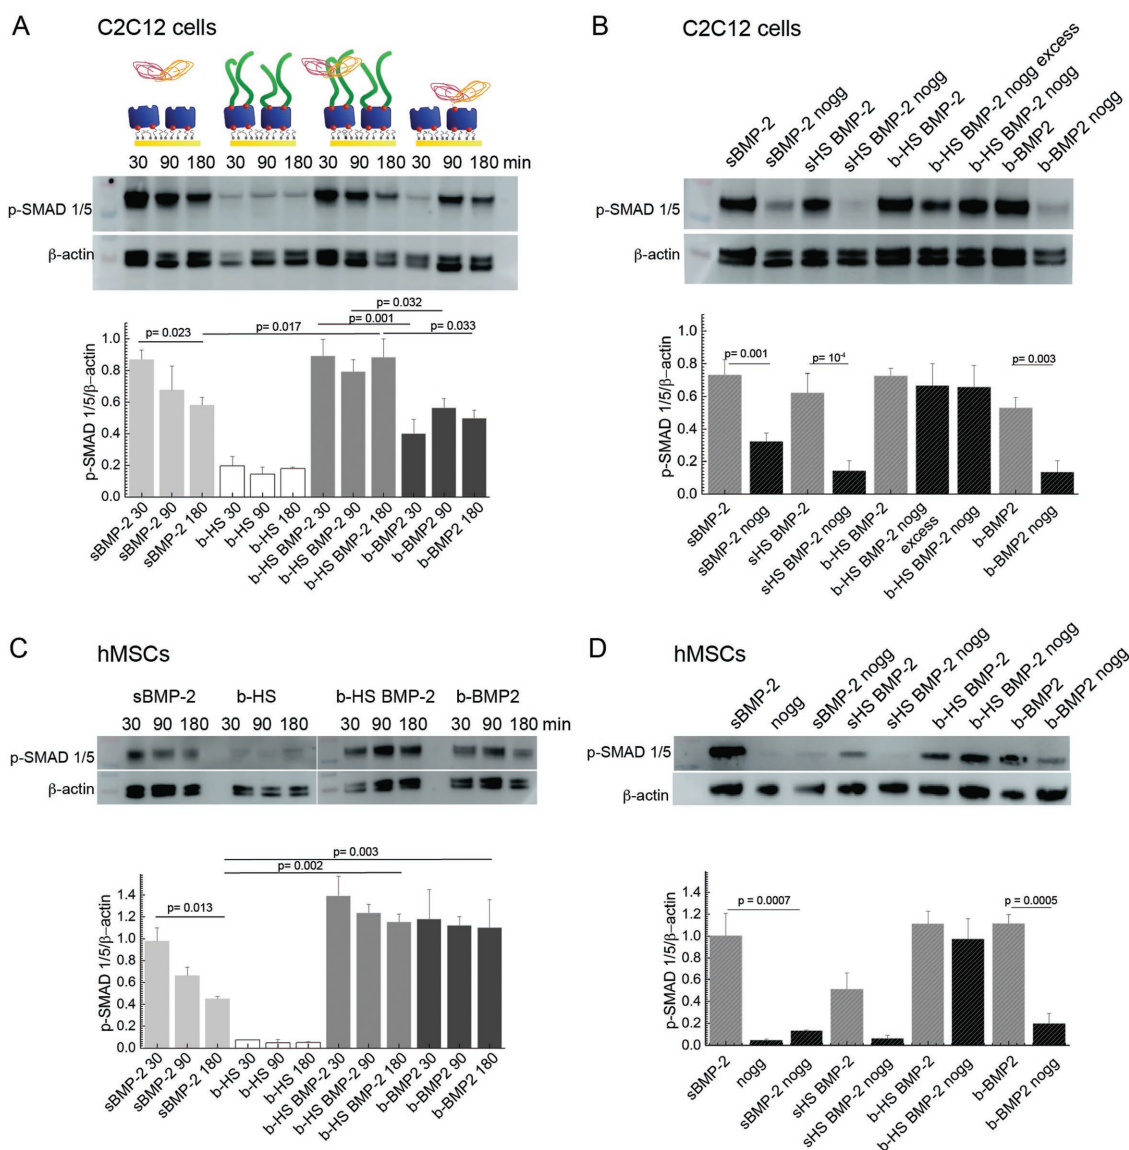 A C2C12 cells
30 90 180 30 90 180 30 90 180 30 90 180 min
p-SMAD 1/5
β-actin
p= 0.032
p= 0.001
p= 0.023
p= 0.017
p= 0.033
p-SMAD 1/5/β–actin
1.0
0.8
0.6
0.4
0.2
0.0
sBMP-2 30
sBMP-2 90
sBMP-2 180
b-HS 30
b-HS 90
b-HS 180
b-HS BMP-2 30
b-HS BMP-2 90
b-HS BMP-2 180
b-BMP2 30
b-BMP2 90
b-BMP2 180
B C2C12 cells
sBMP-2
sBMP-2 nogg
sHS BMP-2
sHS BMP-2 nogg
b-HS BMP-2
b-HS BMP-2 nogg excess
b-HS BMP-2 nogg
b-BMP2
b-BMP2 nogg
p-SMAD 1/5
β-actin
p= 0.001
p= 10⁻⁴
p= 0.003
p-SMAD 1/5/β–actin
1.0
0.8
0.6
0.4
0.2
0.0
sBMP-2
sBMP-2 nogg
sHS BMP-2
sHS BMP-2 nogg
b-HS BMP-2
b-HS BMP-2 nogg
excess
b-HS BMP-2 nogg
b-BMP2
b-BMP2 nogg
C hMSCs
sBMP-2 b-HS b-HS BMP-2 b-BMP2
30 90 180 30 90 180 30 90 180 30 90 180 min
p-SMAD 1/5
β-actin
p= 0.003
p= 0.002
p= 0.013
p-SMAD 1/5/β–actin
1.4
1.2
1.0
0.8
0.6
0.4
0.2
0.0
sBMP-2 30
sBMP-2 90
sBMP-2 180
b-HS 30
b-HS 90
b-HS 180
b-HS BMP-2 30
b-HS BMP-2 90
b-HS BMP-2 180
b-BMP2 30
b-BMP2 90
b-BMP2 180
D hMSCs
sBMP-2
nogg
sBMP-2 nogg
sHS BMP-2
sHS BMP-2 nogg
b-HS BMP-2
b-HS BMP-2 nogg
b-BMP2
b-BMP2 nogg
p-SMAD 1/5
β-actin
p = 0.0007
p = 0.0005
p-SMAD 1/5/β–actin
1.4
1.2
1.0
0.8
0.6
0.4
0.2
0.0
sBMP-2
nogg
sBMP-2 nogg
sHS BMP-2
sHS BMP-2 nogg
b-HS BMP-2
b-HS BMP-2 nogg
b-BMP2
b-BMP2 nogg